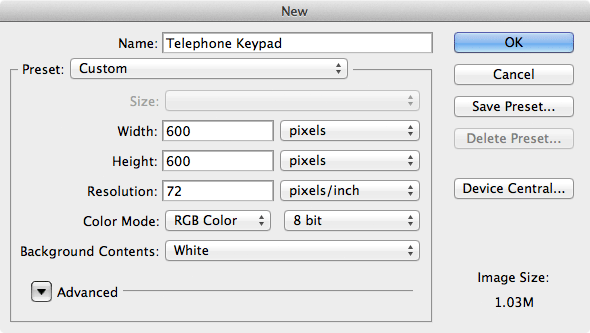 New
Name: Telephone Keypad
OK
Preset: Custom
Cancel
Size:
Save Preset...
Width: 600 pixels
Delete Preset...
Height: 600 pixels
Resolution: 72 pixels/inch
Device Central...
Color Mode: RGB Color 8 bit
Background Contents: White
Image Size:
Advanced
1.03M